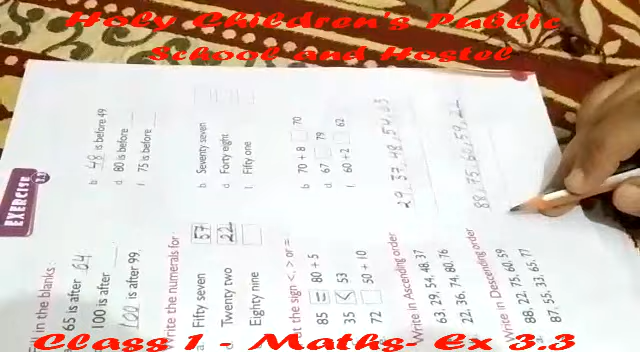 Holy Children's Public
School and Hostel
EXERCISE 3.3
Fill in the blanks :
65 is after 64
b. 48 is before 49
100 is after
d. 80 is before
100 is after 99.
f. 75 is before
Write the numerals for
a. Fifty seven 57
b. Seventy seven
Twenty two 22
d. Forty eight
Eighty nine
f. Fifty one
the sign <, > or =
85 = 80 + 5
b 70 + 8 70
35 < 53
d. 67 79
72 50 + 10
f. 60 + 2 62
Write in Ascending order
63, 29, 54, 48, 37
29, 37, 48, 54, 63
22, 36, 74, 80, 76
Write in Descending order
88, 22, 75, 60, 59
88, 75, 60, 59, 22
87, 55, 33, 65, 77
Class 1 - Maths- Ex 3.3